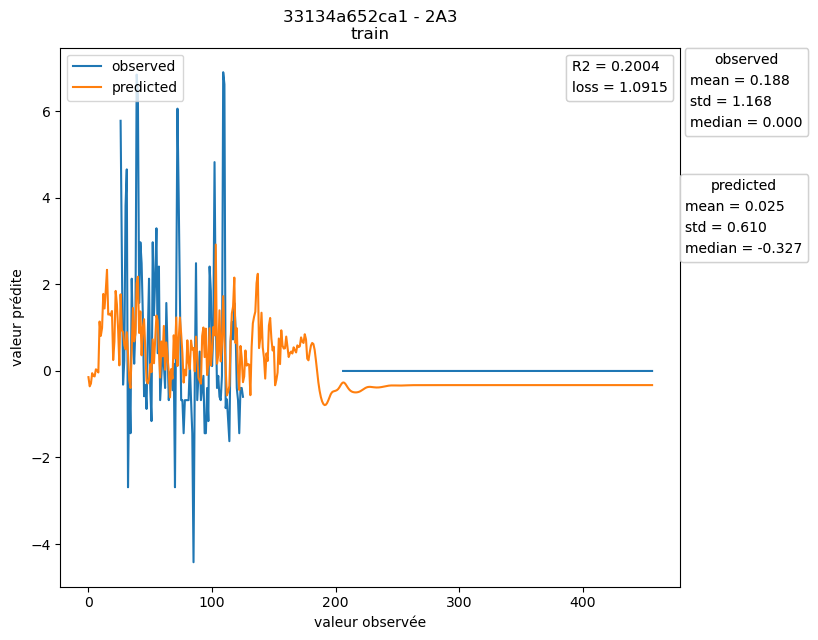 33134a652ca1 - 2A3
train
observed
predicted
R2 = 0.2004
loss = 1.0915
observed
mean = 0.188
std = 1.168
median = 0.000
predicted
mean = 0.025
std = 0.610
median = -0.327
valeur prédite
6
4
2
0
−2
−4
0
100
200
300
400
valeur observée